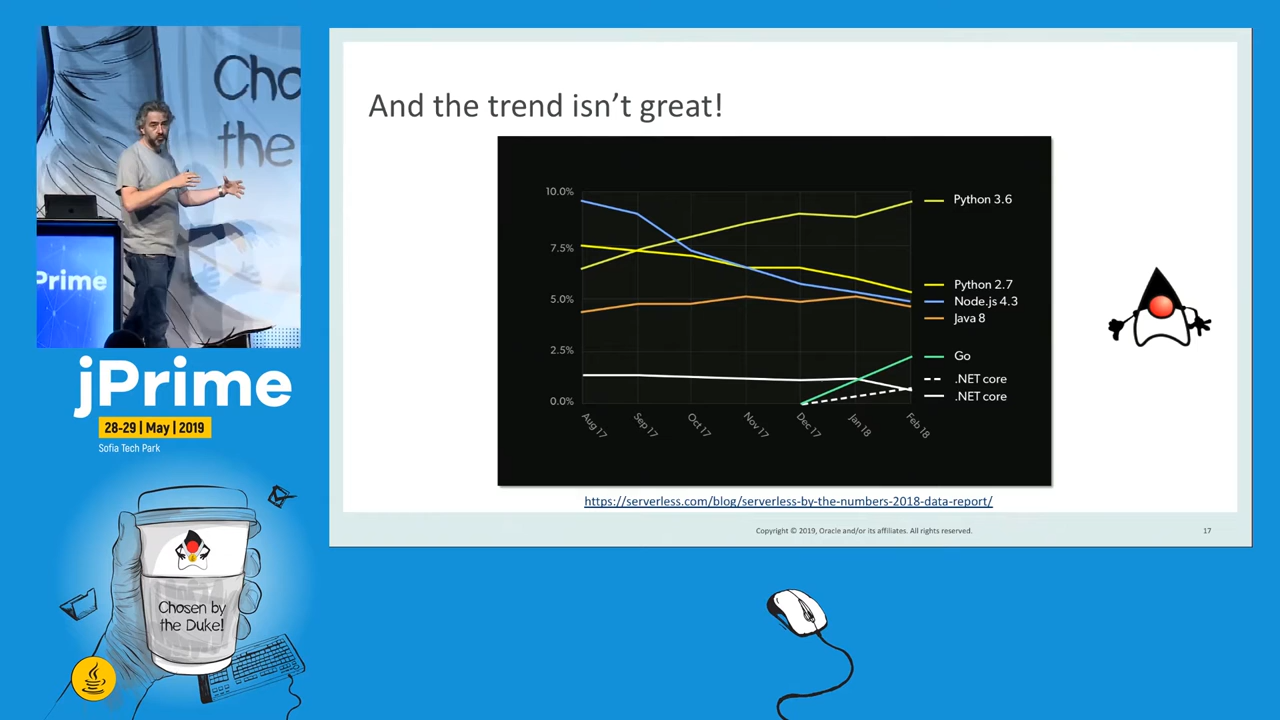 Cho
the
Prime
jPrime
28-29 | May | 2019
Sofia Tech Park
Chosen by
the Duke!
And the trend isn't great!
10.0%
7.5%
5.0%
2.5%
0.0%
Aug 17
Sep 17
Oct 17
Nov 17
Dec 17
Jan 18
Feb 18
Python 3.6
Python 2.7
Node.js 4.3
Java 8
Go
.NET core
.NET core
https://serverless.com/blog/serverless-by-the-numbers-2018-data-report/
Copyright © 2019, Oracle and/or its affiliates. All rights reserved.
17